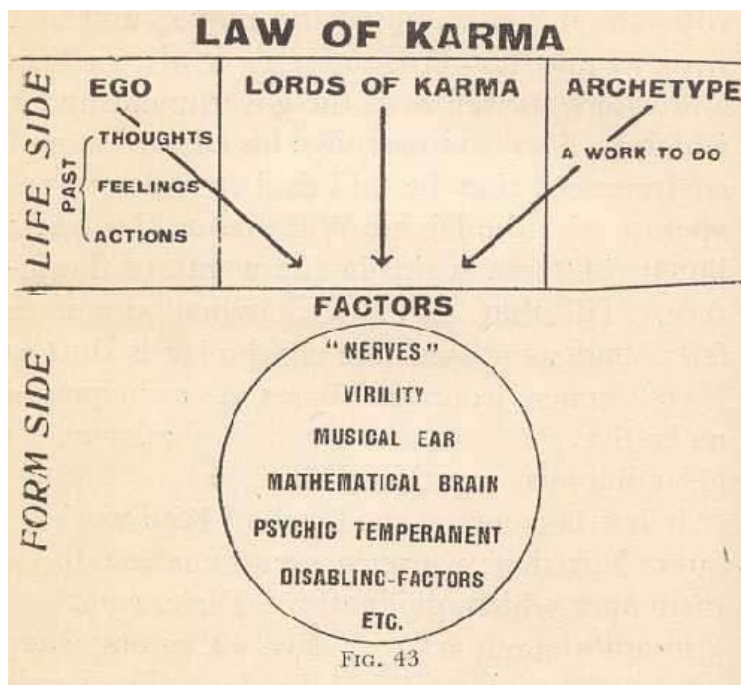 LAW OF KARMA
LIFE SIDE
EGO
PAST
THOUGHTS
FEELINGS
ACTIONS
LORDS OF KARMA
ARCHETYPE
A WORK TO DO
FORM SIDE
FACTORS
"NERVES"
VIRILITY
MUSICAL EAR
MATHEMATICAL BRAIN
PSYCHIC TEMPERAMENT
DISABLING-FACTORS
ETC.
FIG. 43